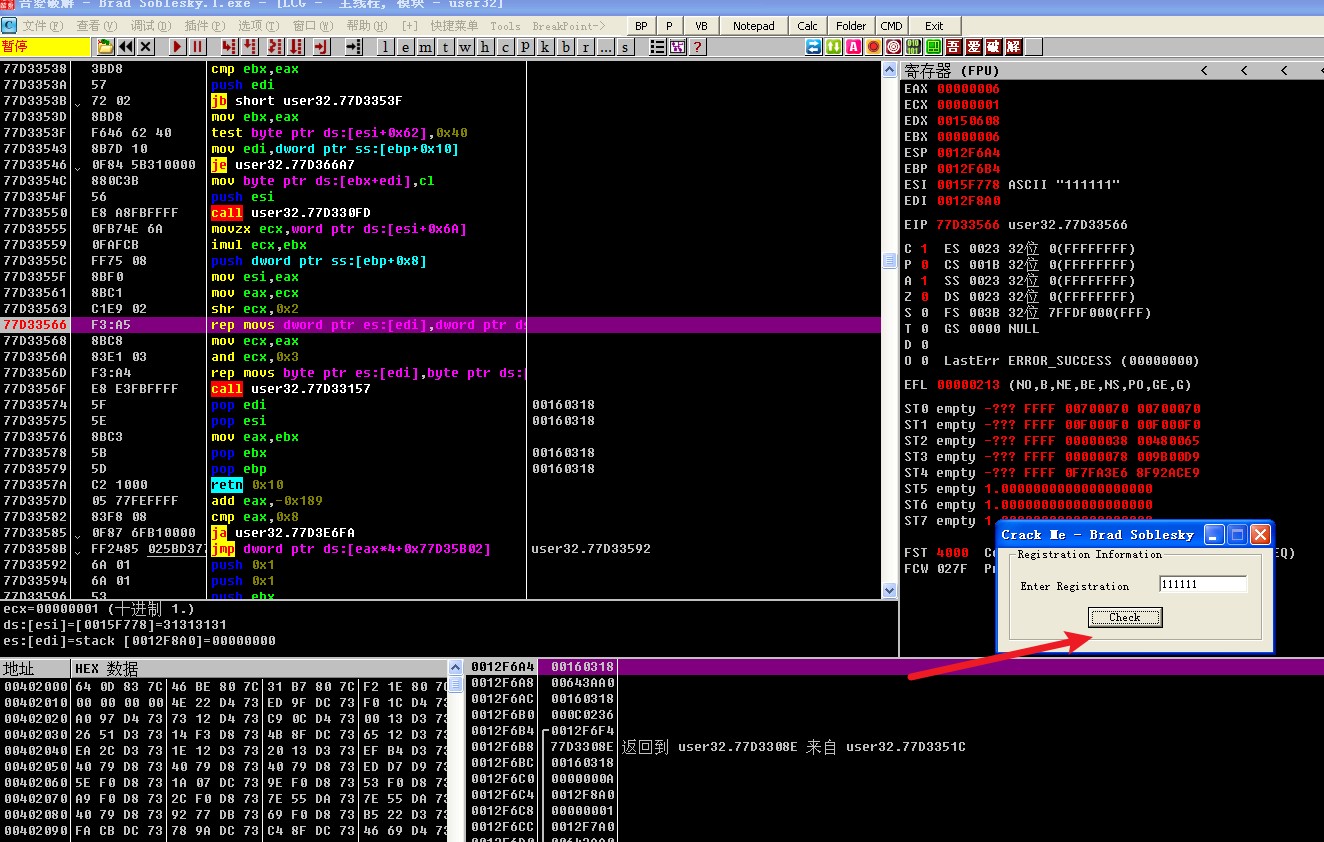 吾爱破解 - Brad Soblesky.1.exe - [LCG - 主线程, 模块 - user32]
文件(F) 查看(V) 调试(D) 插件(P) 选项(T) 窗口(W) 帮助(H) [+] 快捷菜单 Tools BreakPoint-> BP P VB Notepad Calc Folder CMD Exit
暂停 l e m t w h c p k b r ... s ? A 吾 爱 破 解
77D33538 3BD8 cmp ebx,eax
77D3353A 57 push edi
77D3353B 72 02 jb short user32.77D3353F
77D3353D 8BD8 mov ebx,eax
77D3353F F646 62 40 test byte ptr ds:[esi+0x62],0x40
77D33543 8B7D 10 mov edi,dword ptr ss:[ebp+0x10]
77D33546 0F84 5B310000 je user32.77D366A7
77D3354C 880C3B mov byte ptr ds:[ebx+edi],cl
77D3354F 56 push esi
77D33550 E8 A8FBFFFF call user32.77D330FD
77D33555 0FB74E 6A movzx ecx,word ptr ds:[esi+0x6A]
77D33559 0FAFCB imul ecx,ebx
77D3355C FF75 08 push dword ptr ss:[ebp+0x8]
77D3355F 8BF0 mov esi,eax
77D33561 8BC1 mov eax,ecx
77D33563 C1E9 02 shr ecx,0x2
77D33566 F3:A5 rep movs dword ptr es:[edi],dword ptr ds
77D33568 8BC8 mov ecx,eax
77D3356A 83E1 03 and ecx,0x3
77D3356D F3:A4 rep movs byte ptr es:[edi],byte ptr ds:[
77D3356F E8 E3FBFFFF call user32.77D33157
77D33574 5F pop edi 00160318
77D33575 5E pop esi 00160318
77D33576 8BC3 mov eax,ebx
77D33578 5B pop ebx 00160318
77D33579 5D pop ebp 00160318
77D3357A C2 1000 retn 0x10
77D3357D 05 77FEFFFF add eax,-0x189
77D33582 83F8 08 cmp eax,0x8
77D33585 0F87 6FB10000 ja user32.77D3E6FA
77D3358B FF2485 025BD377 jmp dword ptr ds:[eax*4+0x77D35B02] user32.77D33592
77D33592 6A 01 push 0x1
77D33594 6A 01 push 0x1
77D33596 53 push ebx
ecx=00000001 (十进制 1.)
ds:[esi]=[0015F778]=31313131
es:[edi]=stack [0012F8A0]=00000000
寄存器 (FPU) < < < <
EAX 00000006
ECX 00000001
EDX 00150608
EBX 00000006
ESP 0012F6A4
EBP 0012F6B4
ESI 0015F778 ASCII "111111"
EDI 0012F8A0
EIP 77D33566 user32.77D33566
C 1 ES 0023 32位 0(FFFFFFFF)
P 0 CS 001B 32位 0(FFFFFFFF)
A 1 SS 0023 32位 0(FFFFFFFF)
Z 0 DS 0023 32位 0(FFFFFFFF)
S 0 FS 003B 32位 7FFDF000(FFF)
T 0 GS 0000 NULL
D 0
O 0 LastErr ERROR_SUCCESS (00000000)
EFL 00000213 (NO,B,NE,BE,NS,PO,GE,G)
ST0 empty -??? FFFF 00700070 00700070
ST1 empty -??? FFFF 00F000F0 00F000F0
ST2 empty -??? FFFF 00000038 00480065
ST3 empty -??? FFFF 00000078 009B00D9
ST4 empty -??? FFFF 0F7FA3E6 8F92ACE9
ST5 empty 1.0000000000000000000
ST6 empty 1.0000000000000000000
ST7 empty 1.
FST 4000 EQ)
FCW 027F
Crack Me - Brad Soblesky
Registration Information
Enter Registration 111111
Check
地址 HEX 数据
00402000 64 0D 83 7C 46 BE 80 7C 31 B7 80 7C F2 1E 80 7C
00402010 00 00 00 00 4E 22 D4 73 ED 9F DC 73 F0 1C D4 73
00402020 A0 97 D4 73 73 12 D4 73 C9 0C D4 73 00 13 D4 73
00402030 26 51 D3 73 14 F3 D8 73 4B 8F DC 73 65 12 D3 73
00402040 EA 2C D3 73 1E 12 D3 73 20 13 D3 73 EF B4 D3 73
00402050 40 79 D8 73 40 79 D8 73 40 79 D8 73 ED D7 D9 73
00402060 5E F0 D8 73 1A 07 DC 73 9E F0 D8 73 53 F0 D8 73
00402070 A9 F0 D8 73 2C F0 D8 73 7E 55 DA 73 7E 55 DA 73
00402080 40 79 D8 73 92 77 DB 73 69 F0 D8 73 B5 22 D3 73
00402090 FA CB DC 73 78 9A DC 73 C4 8F DC 73 46 69 D4 73
0012F6A4 00160318
0012F6A8 00643AA0
0012F6AC 00160318
0012F6B0 000C0236
0012F6B4 0012F6F4
0012F6B8 77D3308E 返回到 user32.77D3308E 来自 user32.77D3351C
0012F6BC 00160318
0012F6C0 0000000A
0012F6C4 0012F8A0
0012F6C8 00000001
0012F6CC 0012F7A0
0012F6D0 00643AA0